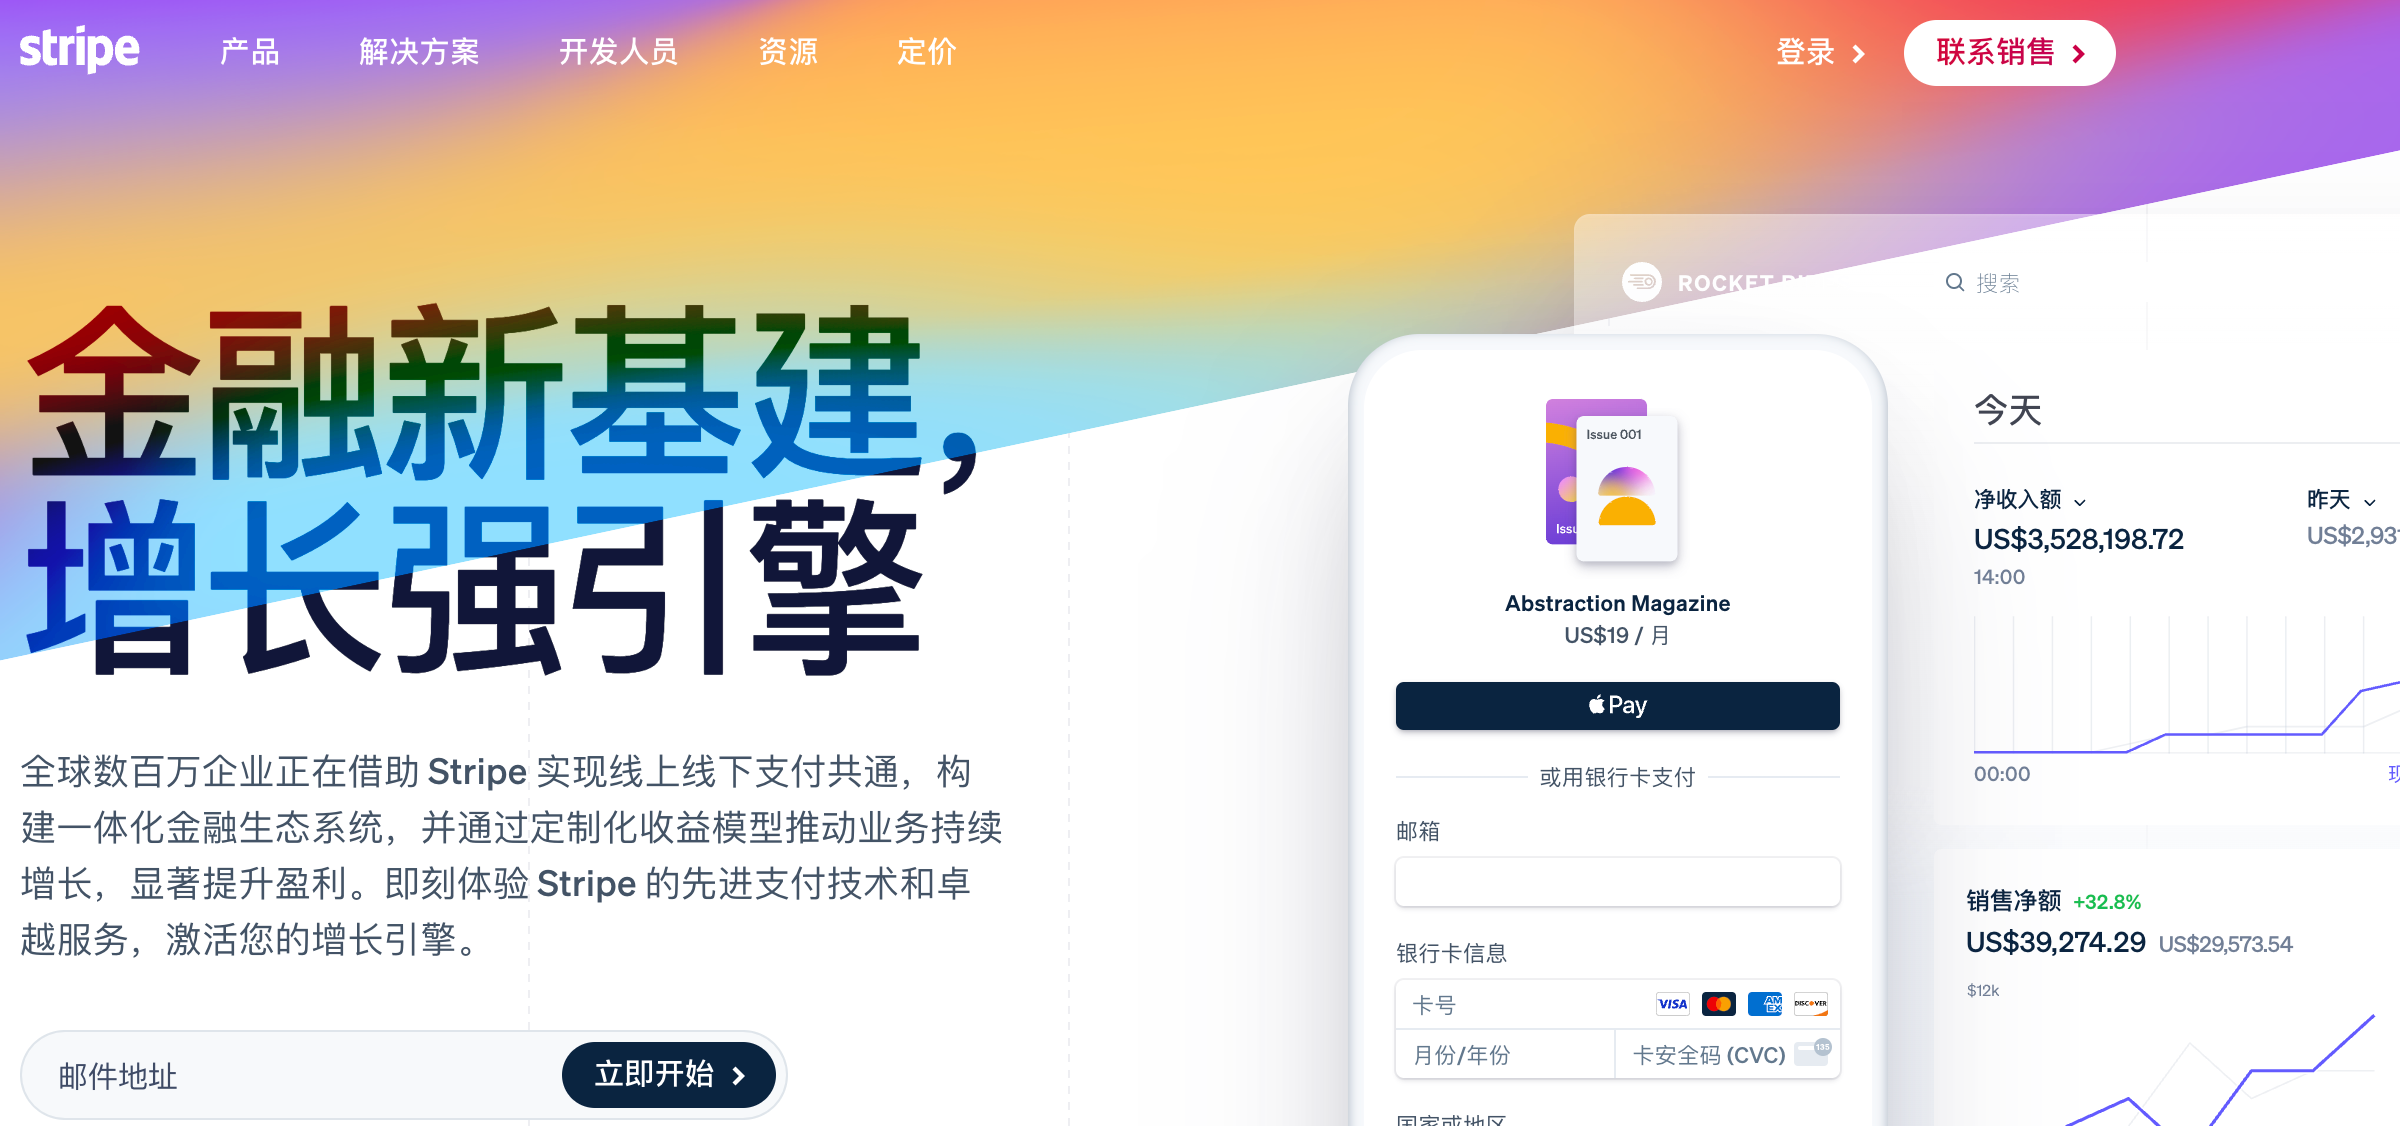 stripe
产品
解决方案
开发人员
资源
定价
登录
联系销售
金融新基建，
增长强引擎
全球数百万企业正在借助 Stripe 实现线上线下支付共通，构
建一体化金融生态系统，并通过定制化收益模型推动业务持续
增长，显著提升盈利。即刻体验 Stripe 的先进支付技术和卓
越服务，激活您的增长引擎。
邮件地址
立即开始
Issue 001
Abstraction Magazine
US$19 / 月
Pay
或用银行卡支付
邮箱
银行卡信息
卡号
VISA
AMEX
DISCOVER
月份/年份
卡安全码 (CVC)
135
国家或地区
ROCKET
搜索
今天
净收入额
US$3,528,198.72
14:00
昨天
US$2,931
00:00
销售净额 +32.8%
US$39,274.29 US$29,573.54
$12k